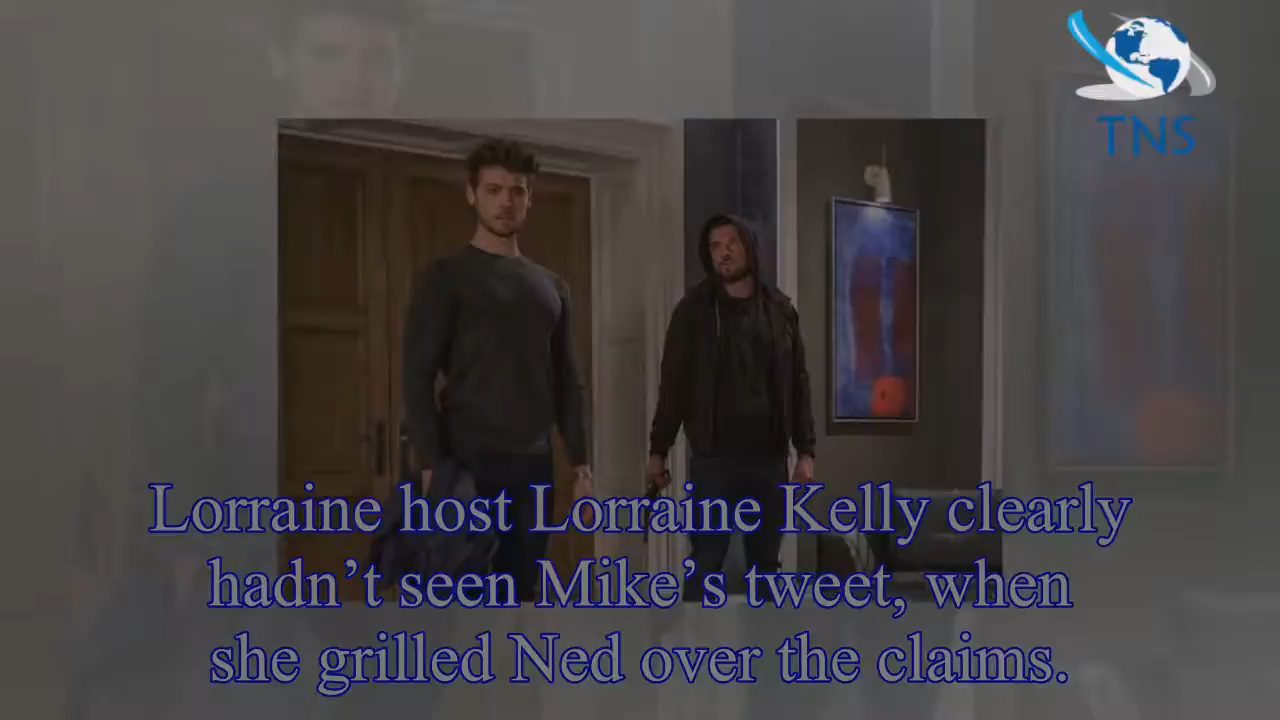 TNS
Lorraine host Lorraine Kelly clearly
hadn’t seen Mike’s tweet, when
she grilled Ned over the claims.